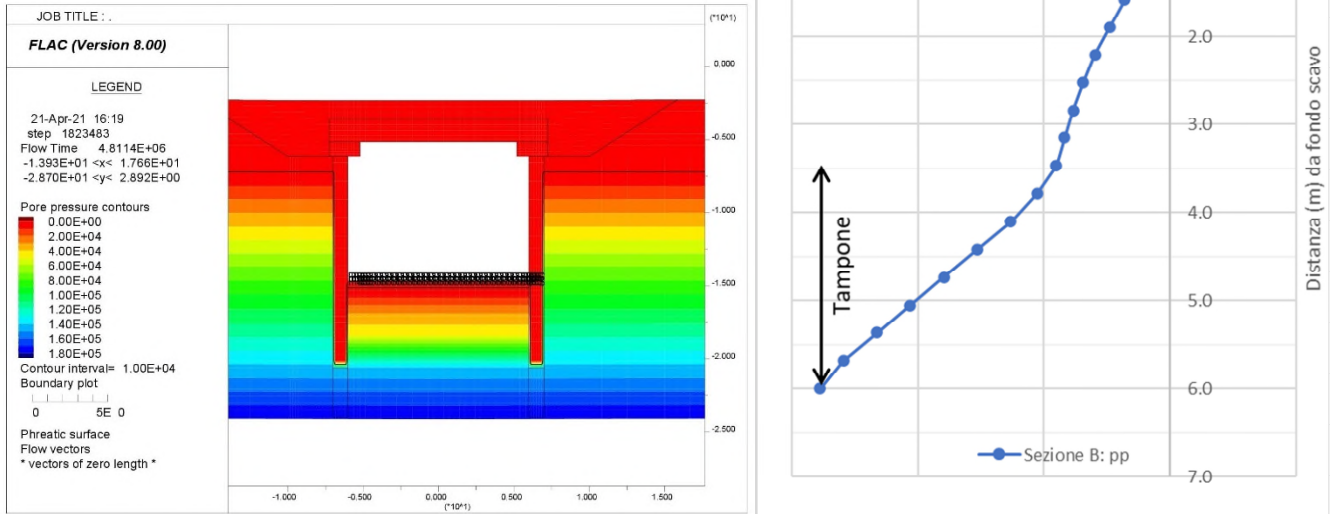 JOB TITLE : .
FLAC (Version 8.00)
LEGEND
21-Apr-21 16:19
step 1823483
Flow Time 4.8114E+06
-1.393E+01 <x< 1.766E+01
-2.870E+01 <y< 2.892E+00
Pore pressure contours
0.00E+00
2.00E+04
4.00E+04
6.00E+04
8.00E+04
1.00E+05
1.20E+05
1.40E+05
1.60E+05
1.80E+05
Contour interval= 1.00E+04
Boundary plot
0 5E 0
Phreatic surface
Flow vectors
* vectors of zero length *
(*10^1)
0.000
-0.500
-1.000
-1.500
-2.000
-2.500
-1.000 -0.500 0.000 0.500 1.000 1.500
(*10^1)
2.0
3.0
4.0
5.0
6.0
7.0
Tampone
Distanza (m) da fondo scavo
Sezione B: pp